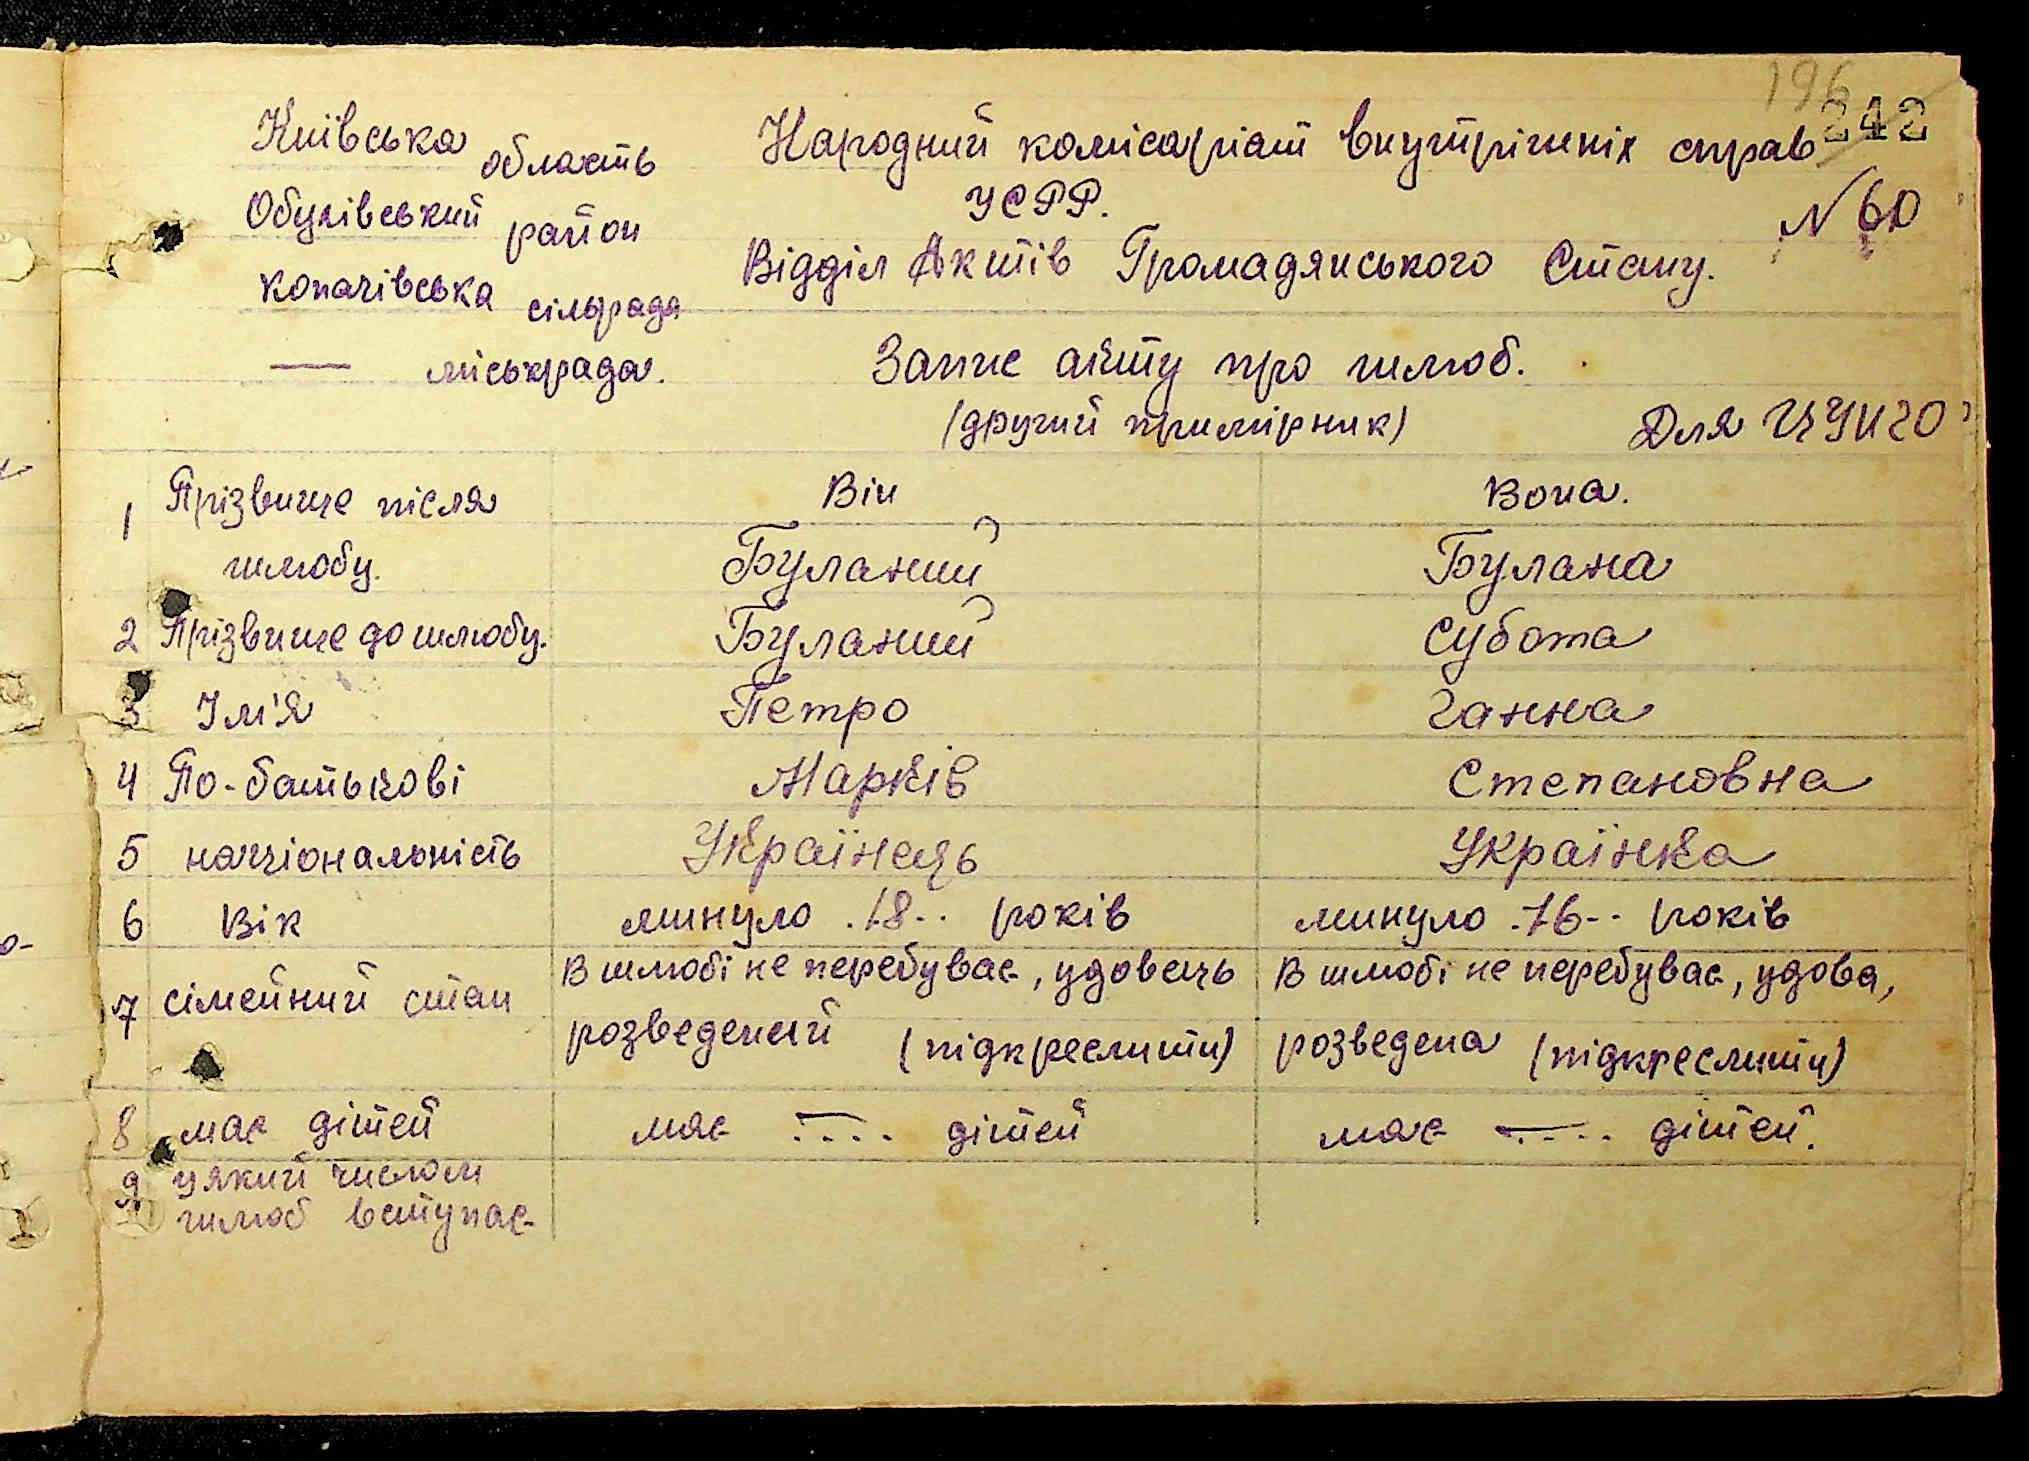 196
242
Київська область
Обухівський район
Копачівська сільрада
— міськрада.
Народний комісаріат внутрішніх справ
УСРР.
№ 60
Відділ Актів Громадянського Стану.
Запис акту про шлюб.
(другий примірник)
Для ЦУНГО
Він
Вона.
1 Прізвище після шлюбу.
Буланий
Булана
2 Прізвище до шлюбу.
Буланий
Субота
3 Ім'я
Петро
Ганна
4 По-батькові
Марків
Степановна
5 національність
Українець
Українка
6 Вік
минуло .18.. років
минуло .16.. років
7 сімейний стан
В шлюбі не перебуває, удовець
розведений (підкреслити)
В шлюбі не перебуває, удова,
розведена (підкреслити)
8 має дітей
має .... дітей
має .... дітей.
9 у який числом
шлюб вступає